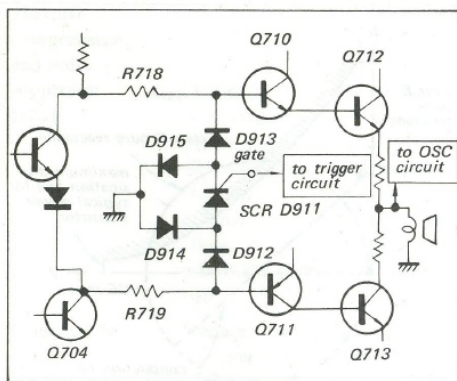 Q710
Q712
R718
D915
D913
gate
to trigger
circuit
to OSC
circuit
SCR D911
D914
D912
R719
Q711
Q704
Q713